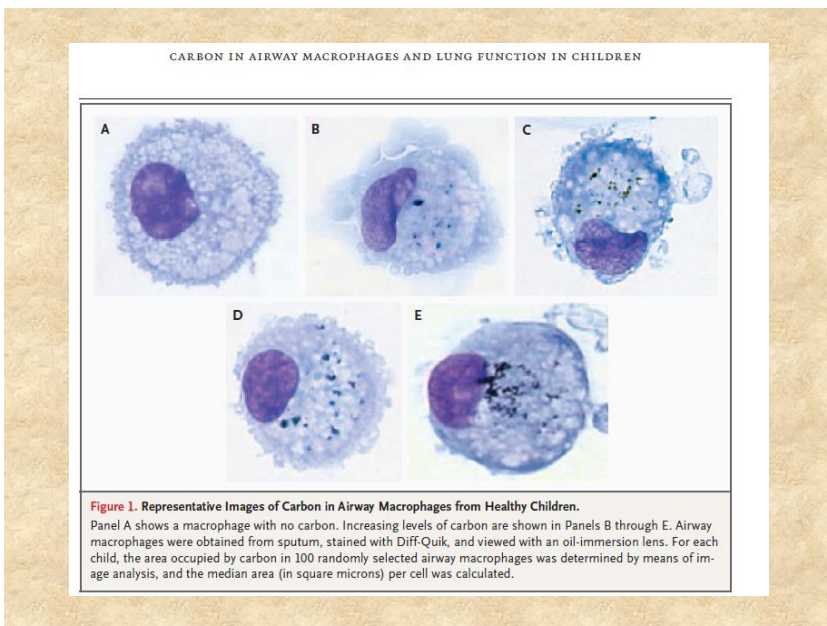 CARBON IN AIRWAY MACROPHAGES AND LUNG FUNCTION IN CHILDREN
A
B
C
D
E
Figure 1. Representative Images of Carbon in Airway Macrophages from Healthy Children.
Panel A shows a macrophage with no carbon. Increasing levels of carbon are shown in Panels B through E. Airway
macrophages were obtained from sputum, stained with Diff-Quik, and viewed with an oil-immersion lens. For each
child, the area occupied by carbon in 100 randomly selected airway macrophages was determined by means of im-
age analysis, and the median area (in square microns) per cell was calculated.